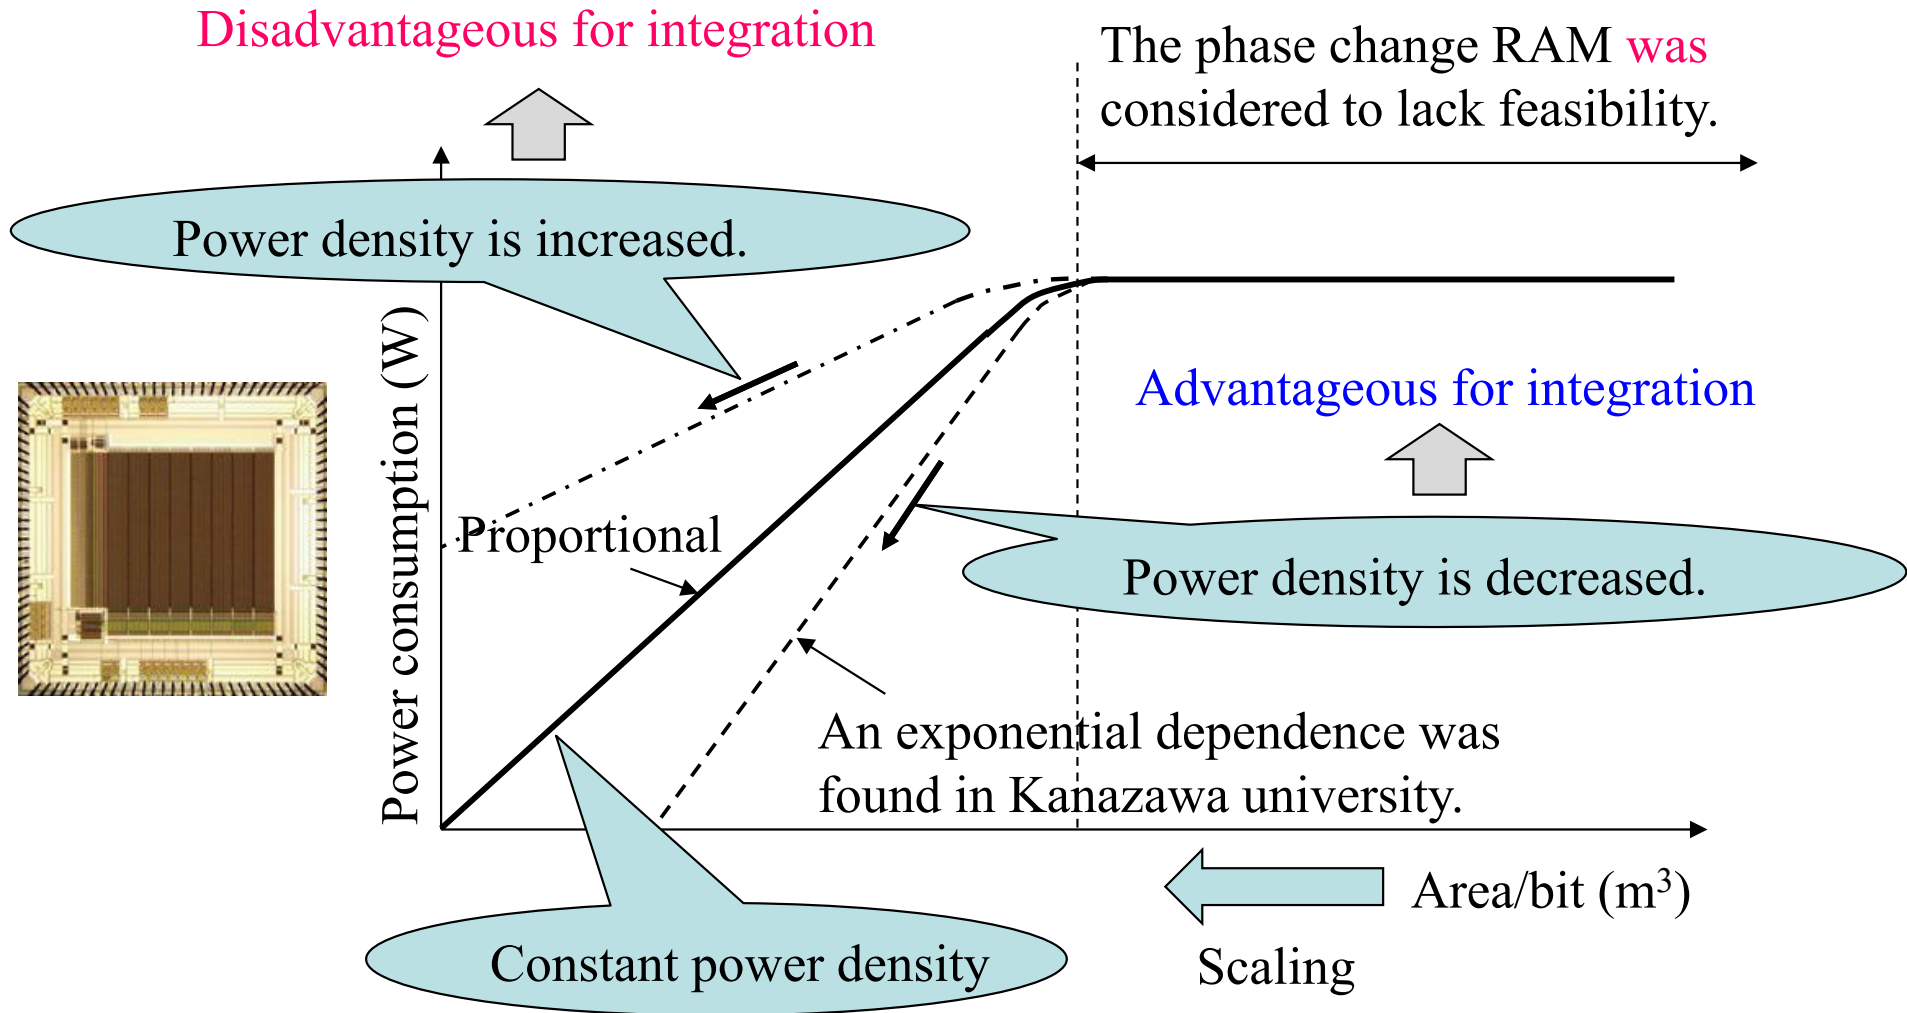 Disadvantageous for integration
The phase change RAM was
considered to lack feasibility.
Power density is increased.
Power consumption (W)
Advantageous for integration
Proportional
Power density is decreased.
An exponential dependence was
found in Kanazawa university.
Area/bit (m³)
Constant power density
Scaling